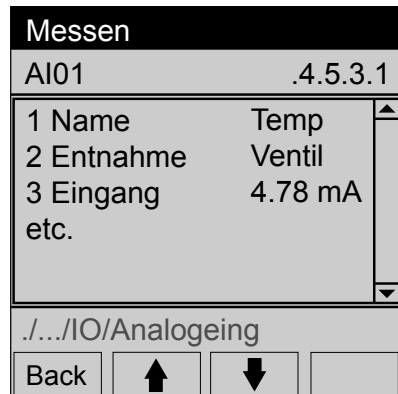 Messen
AI01 .4.5.3.1
1 Name Temp
2 Entnahme Ventil
3 Eingang 4.78 mA
etc.
./.../IO/Analogeing
Back